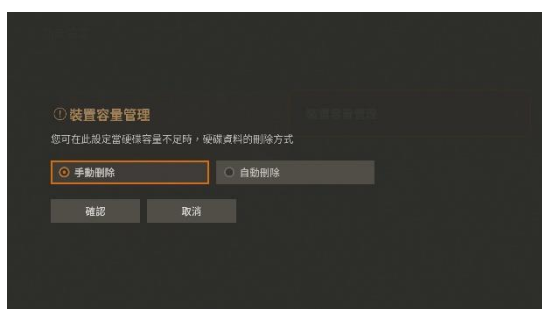 裝置容量管理
您可在此設定當硬碟容量不足時，硬碟資料的刪除方式
手動刪除
自動刪除
確認
取消